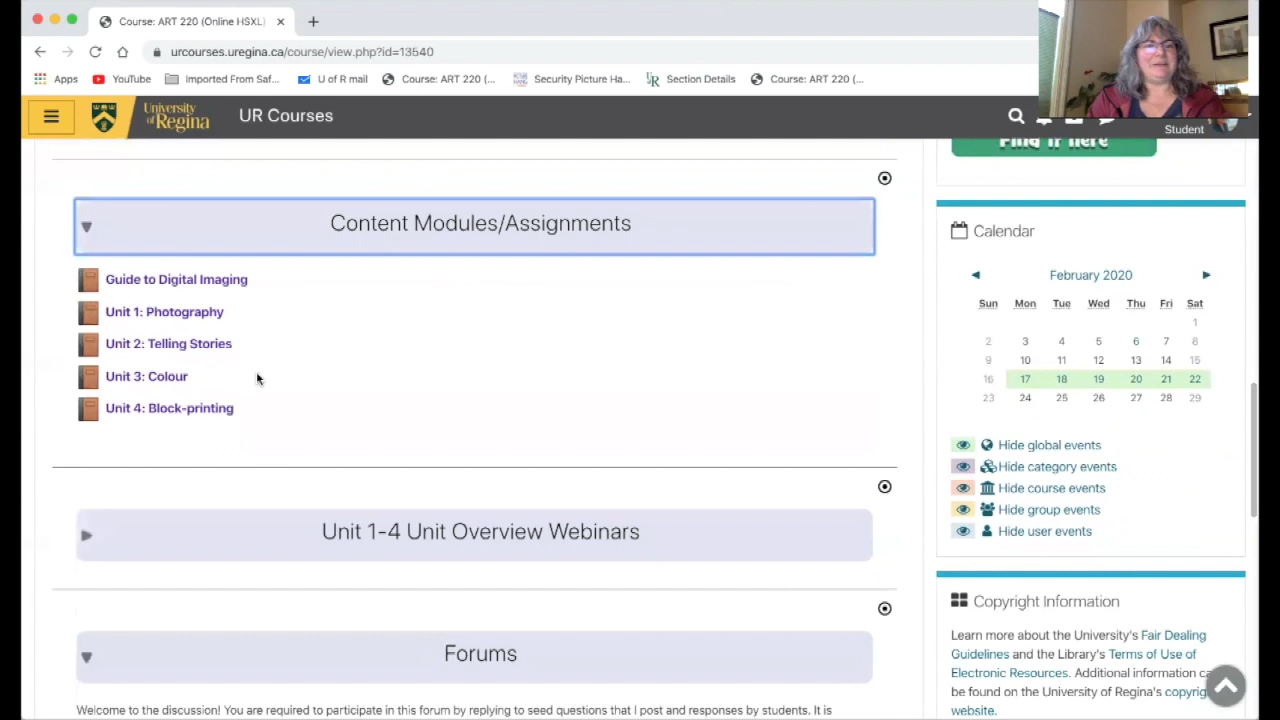 Course: ART 220 (Online HSXL)
urcourses.uregina.ca/course/view.php?id=13540
Apps YouTube Imported From Saf... U of R mail Course: ART 220 (... Security Picture Ha... Section Details Course: ART 220 (...
University of Regina
UR Courses
Student
Find it here
Content Modules/Assignments
Guide to Digital Imaging
Unit 1: Photography
Unit 2: Telling Stories
Unit 3: Colour
Unit 4: Block-printing
Unit 1-4 Unit Overview Webinars
Forums
Welcome to the discussion! You are required to participate in this forum by replying to seed questions that I post and responses by students. It is
Calendar
◄ February 2020 ►
Sun Mon Tue Wed Thu Fri Sat
1
2 3 4 5 6 7 8
9 10 11 12 13 14 15
16 17 18 19 20 21 22
23 24 25 26 27 28 29
Hide global events
Hide category events
Hide course events
Hide group events
Hide user events
Copyright Information
Learn more about the University's Fair Dealing
Guidelines and the Library's Terms of Use of
Electronic Resources. Additional information
be found on the University of Regina's
website.